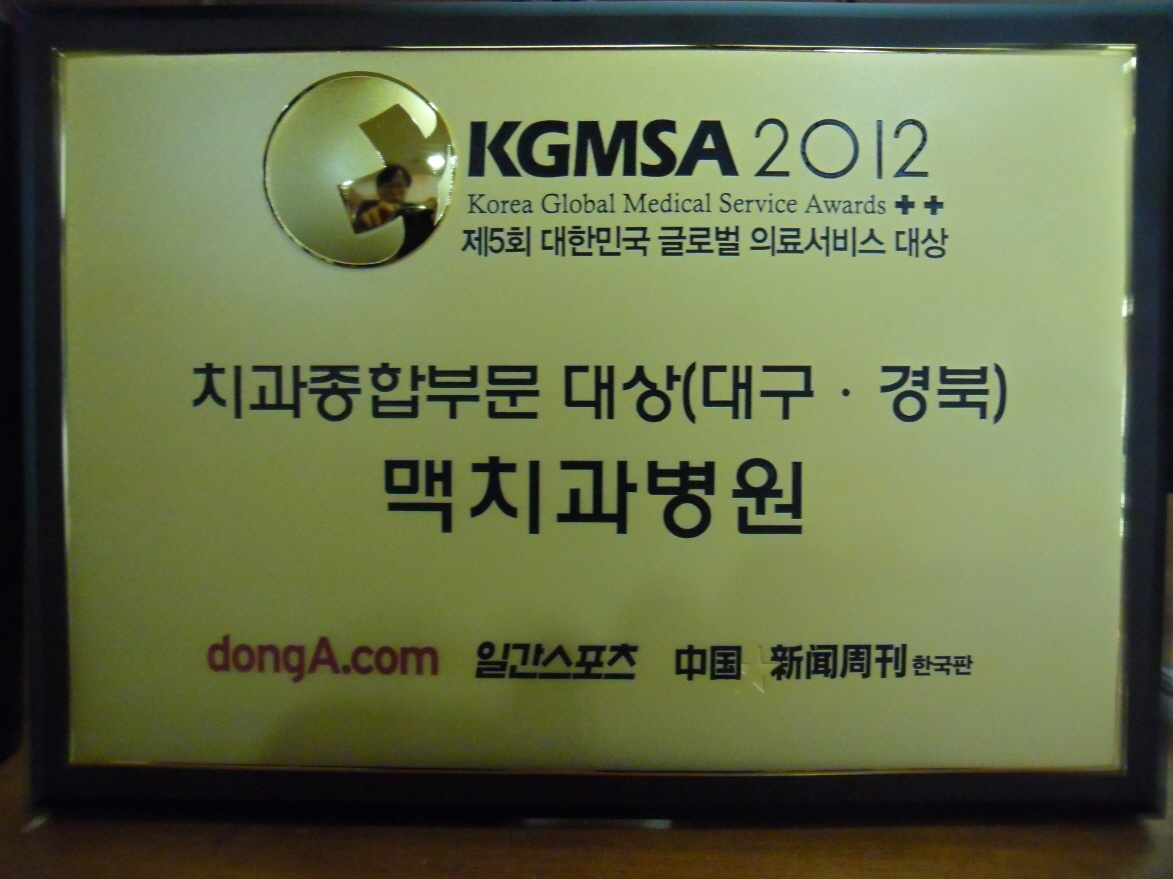 KGMSA 2012
Korea Global Medical Service Awards ✚✚
제5회 대한민국 글로벌 의료서비스 대상
치과종합부문 대상(대구 · 경북)
맥치과병원
dongA.com 일간스포츠 中国 新闻周刊 한국판